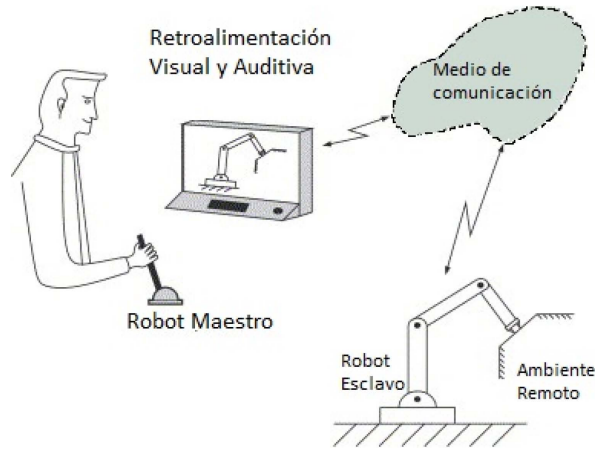 Retroalimentación
Visual y Auditiva
Medio de
comunicación
Robot Maestro
Robot
Esclavo
Ambiente
Remoto